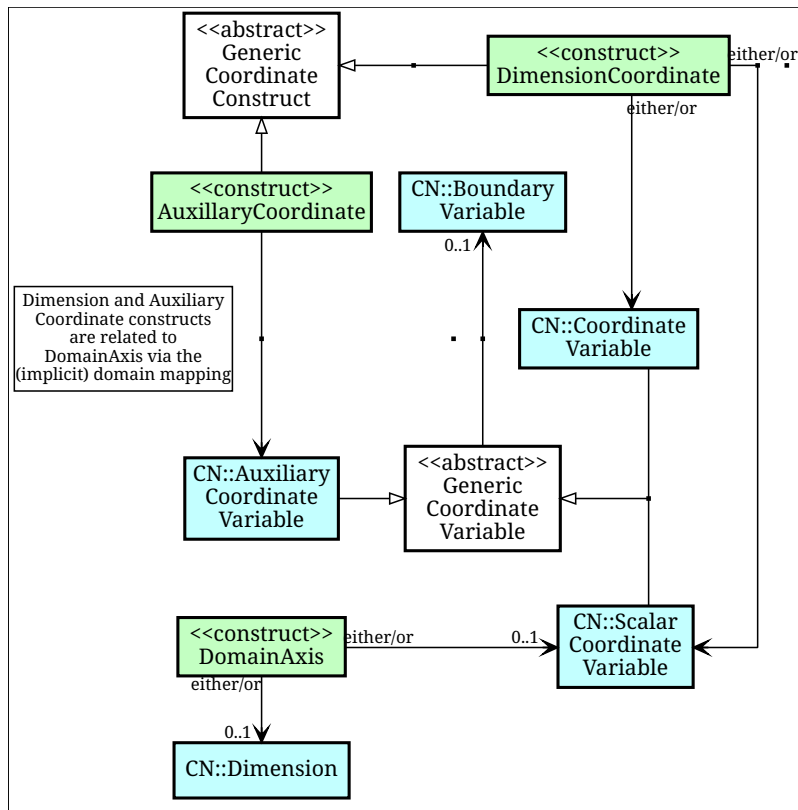 <<abstract>>
Generic
Coordinate
Construct
<<construct>>
DimensionCoordinate
either/or
either/or
<<construct>>
AuxillaryCoordinate
CN::Boundary
Variable
0..1
Dimension and Auxiliary
Coordinate constructs
are related to
DomainAxis via the
(implicit) domain mapping
CN::Coordinate
Variable
CN::Auxiliary
Coordinate
Variable
<<abstract>>
Generic
Coordinate
Variable
<<construct>>
DomainAxis
either/or
0..1
CN::Scalar
Coordinate
Variable
either/or
0..1
CN::Dimension